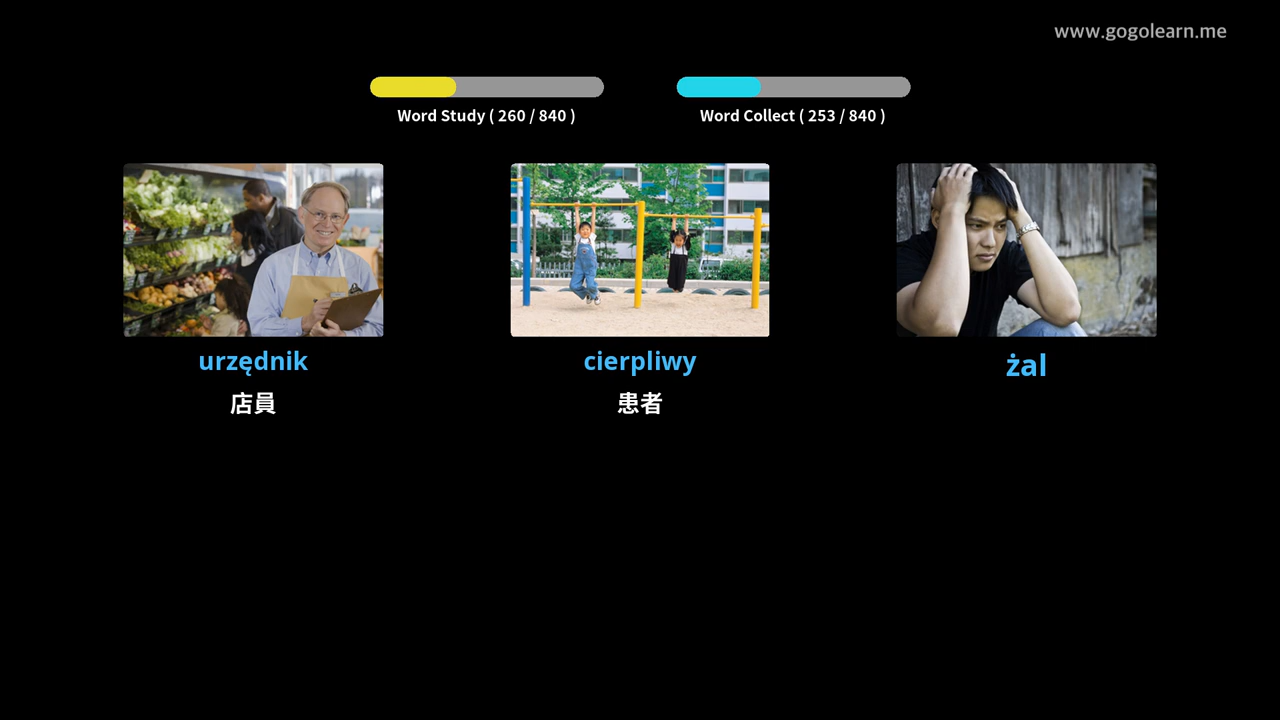 www.gogolearn.me
Word Study ( 260 / 840 )
Word Collect ( 253 / 840 )
urzędnik
店員
cierpliwy
患者
żal